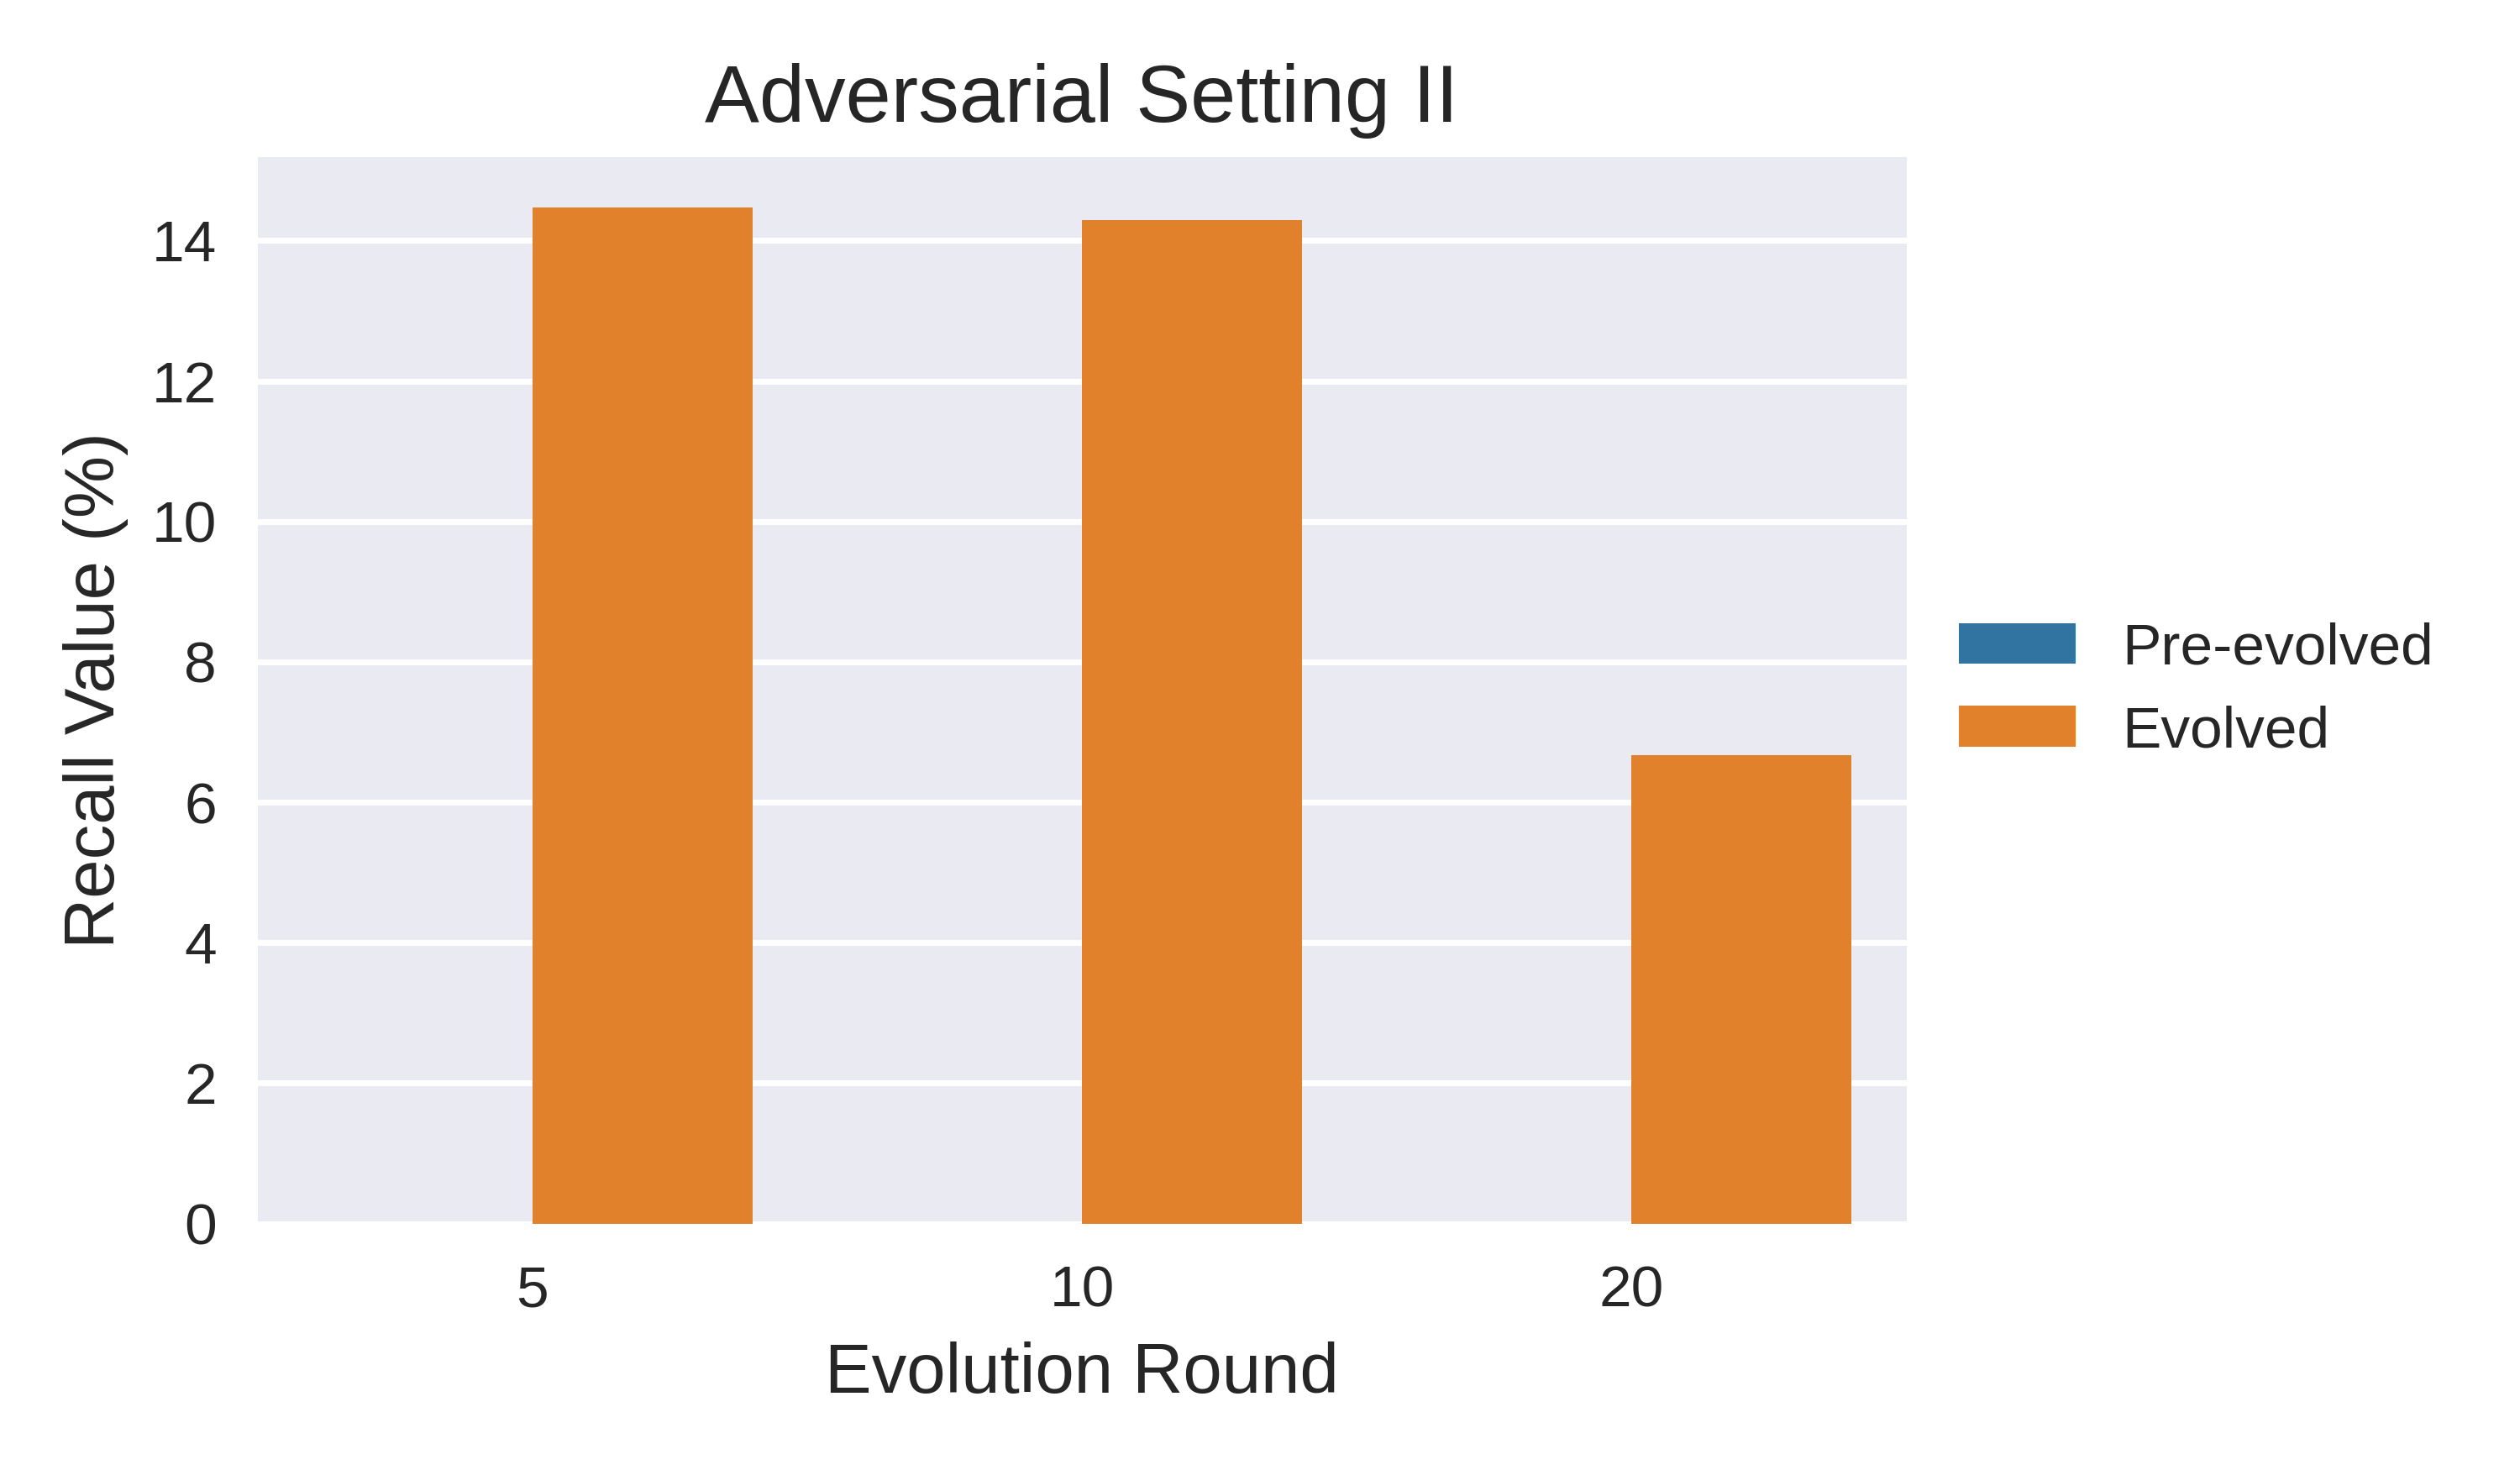 Adversarial Setting II
14
12
10
8
6
4
2
0
Recall Value (%)
5
10
20
Evolution Round
Pre-evolved
Evolved